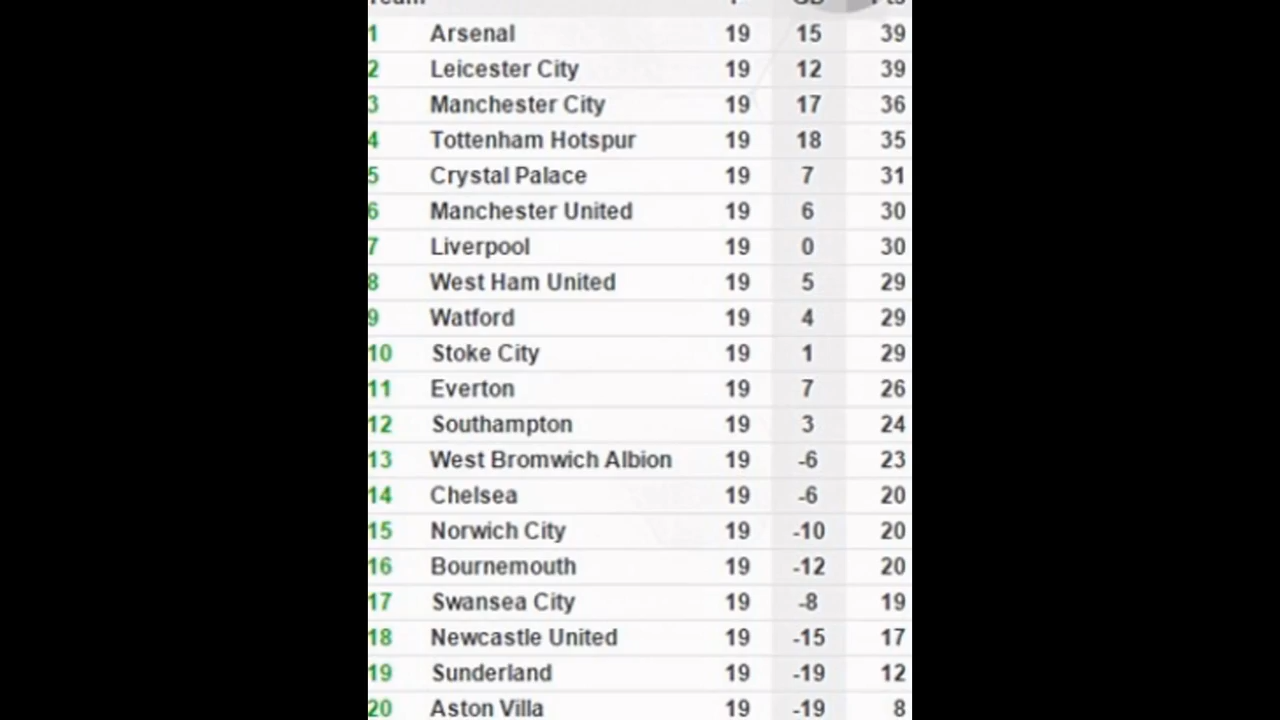 Team P GD Pts
1 Arsenal 19 15 39
2 Leicester City 19 12 39
3 Manchester City 19 17 36
4 Tottenham Hotspur 19 18 35
5 Crystal Palace 19 7 31
6 Manchester United 19 6 30
7 Liverpool 19 0 30
8 West Ham United 19 5 29
9 Watford 19 4 29
10 Stoke City 19 1 29
11 Everton 19 7 26
12 Southampton 19 3 24
13 West Bromwich Albion 19 -6 23
14 Chelsea 19 -6 20
15 Norwich City 19 -10 20
16 Bournemouth 19 -12 20
17 Swansea City 19 -8 19
18 Newcastle United 19 -15 17
19 Sunderland 19 -19 12
20 Aston Villa 19 -19 8